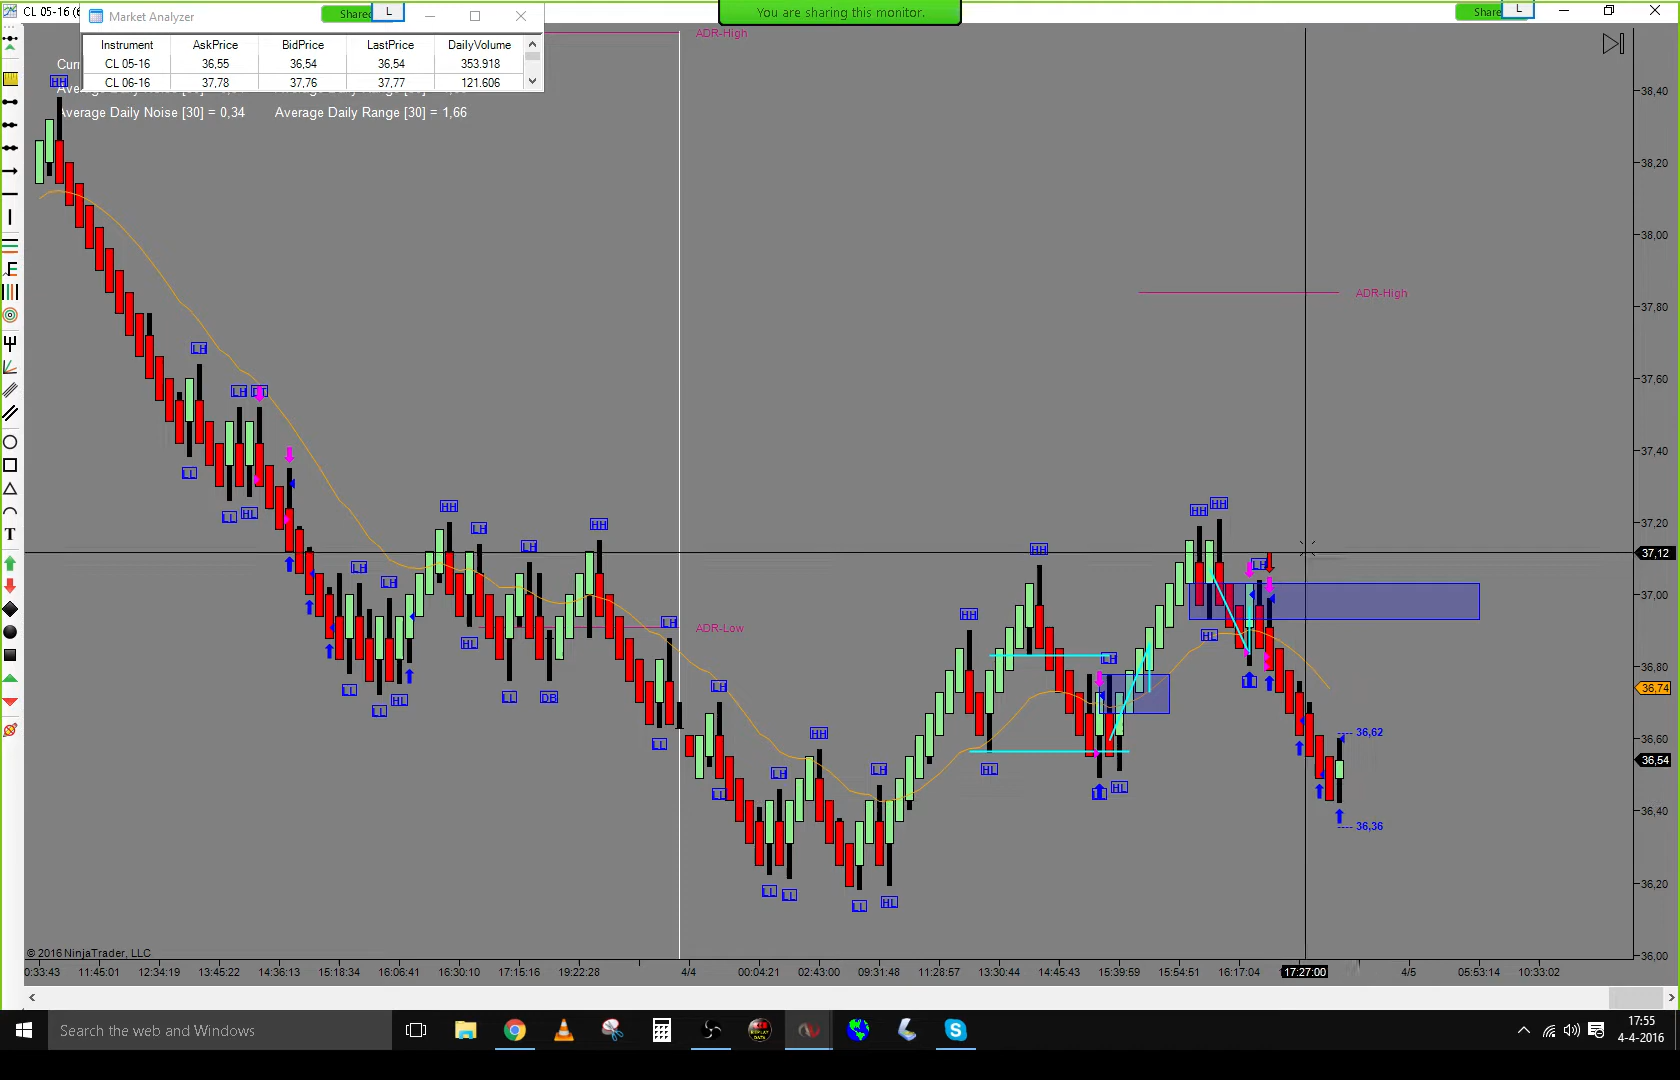 CL 05-16 (6
Market Analyzer
Shared
L
You are sharing this monitor.
Share
L
Instrument AskPrice BidPrice LastPrice DailyVolume
CL 05-16 36,55 36,54 36,54 353.918
CL 06-16 37,78 37,76 37,77 121.606
Curr
Average Daily Noise [30] = 0,34 Average Daily Range [30] = 1,66
ADR-High
ADR-High
ADR-Low
HH
LH
LH
LL
LL
HL
LH
LH
LL
LL
HL
HH
LH
HL
LH
LL
DB
HH
LH
LL
LH
LL
LH
LL
LL
HH
LH
LL
HL
HH
HL
HH
LH
HL
HH
HH
HL
LH
36,62
36,36
38,40
38,20
38,00
37,80
37,60
37,40
37,20
37,12
37,00
36,80
36,74
36,60
36,54
36,40
36,20
36,00
© 2016 NinjaTrader, LLC
0:33:43 11:45:01 12:34:19 13:45:22 14:36:13 15:18:34 16:06:41 16:30:10 17:15:16 19:22:28 4/4 00:04:21 02:43:00 09:31:48 11:28:57 13:30:44 14:45:43 15:39:59 15:54:51 16:17:04 17:27:00 4/5 05:53:14 10:33:02
Search the web and Windows
17:55
4-4-2016